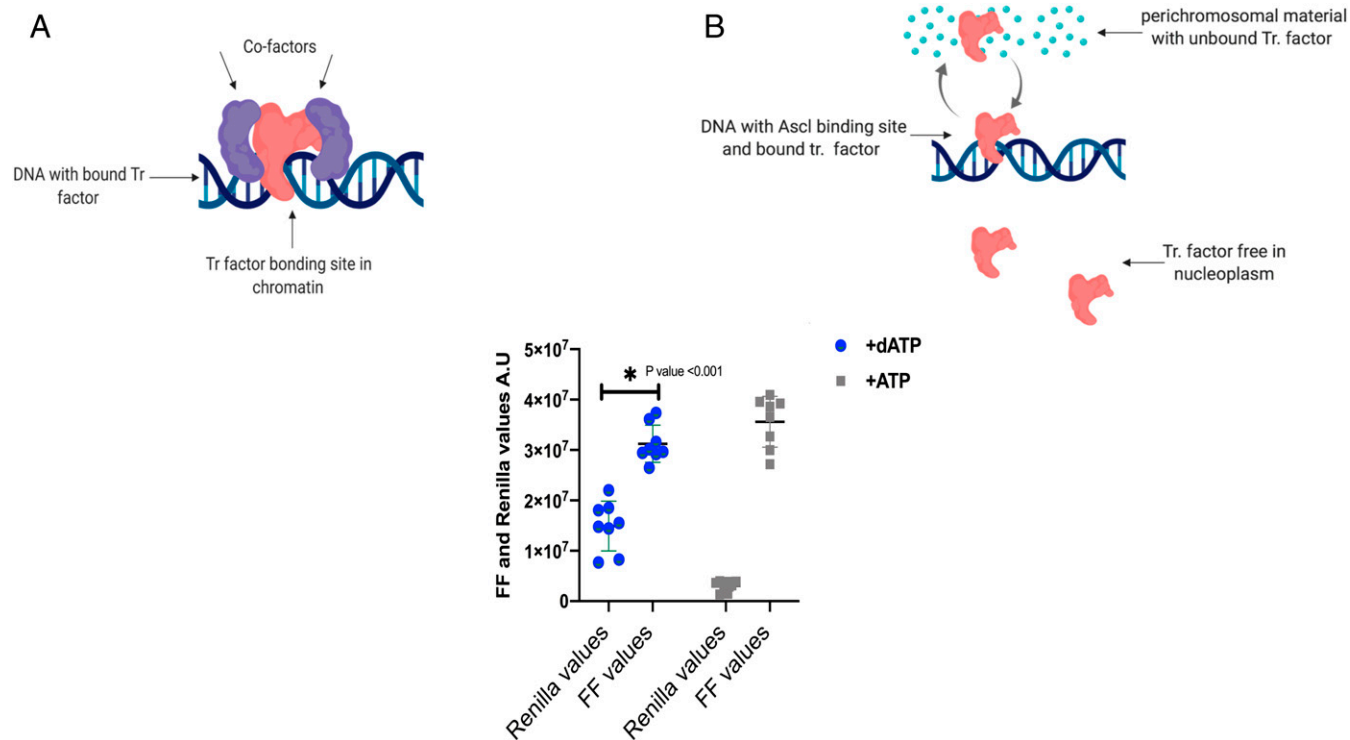 A
Co-factors
DNA with bound Tr
factor
Tr factor bonding site in
chromatin
B
perichromosomal material
with unbound Tr. factor
DNA with Ascl binding site
and bound tr. factor
Tr. factor free in
nucleoplasm
FF and Renilla values A.U
5×10⁷
4×10⁷
3×10⁷
2×10⁷
1×10⁷
0
* P value <0.001
+dATP
+ATP
Renilla values
FF values
Renilla values
FF values